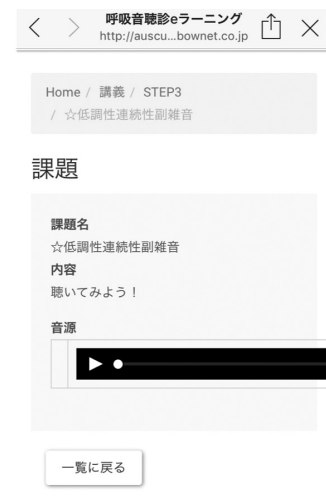 呼吸音聴診eラーニング
http://auscu...bownet.co.jp
Home / 講義 / STEP3
/ ☆低調性連続性副雑音
課題
課題名
☆低調性連続性副雑音
内容
聴いてみよう！
音源
一覧に戻る